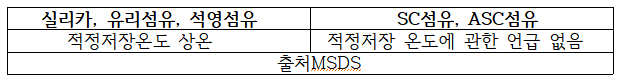 실리카, 유리섬유, 석영섬유 SC섬유, ASC섬유
적정저장온도 상온 적정저장 온도에 관한 언급 없음
출처MSDS